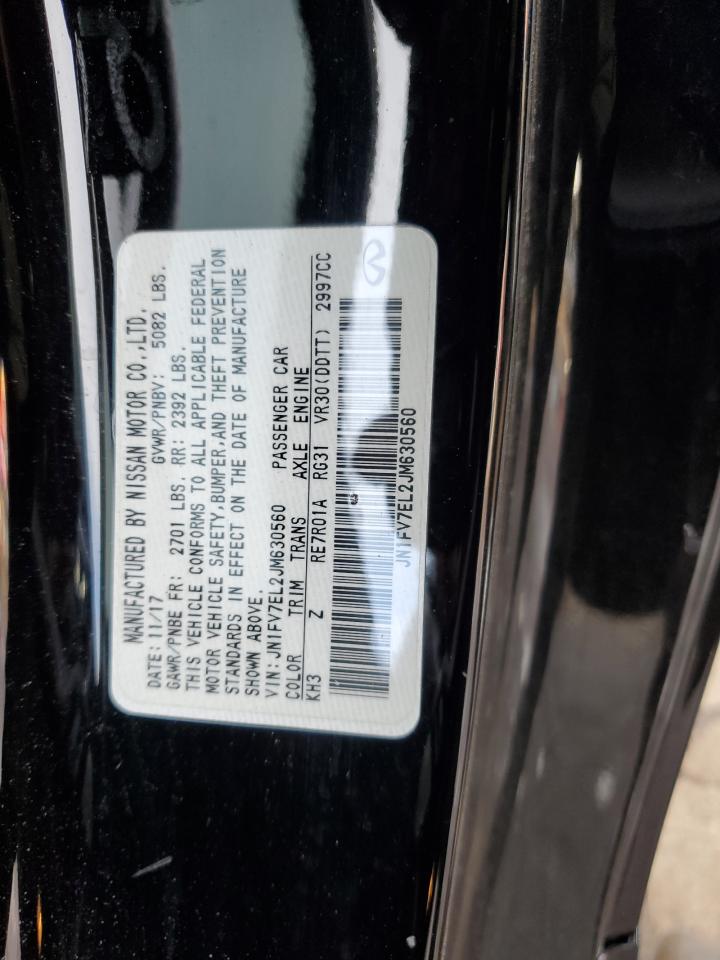 MANUFACTURED BY NISSAN MOTOR CO.,LTD.
DATE: 11/17 GVWR/PNBV: 5082 LBS.
GAWR/PNBE FR: 2701 LBS. RR: 2392 LBS.
THIS VEHICLE CONFORMS TO ALL APPLICABLE FEDERAL
MOTOR VEHICLE SAFETY,BUMPER,AND THEFT PREVENTION
STANDARDS IN EFFECT ON THE DATE OF MANUFACTURE
SHOWN ABOVE.
VIN: JN1FV7EL2JM630560 PASSENGER CAR
COLOR TRIM TRANS AXLE ENGINE
KH3 Z RE7R01A RG31 VR30(DDTT) 2997CC
JN1FV7EL2JM630560